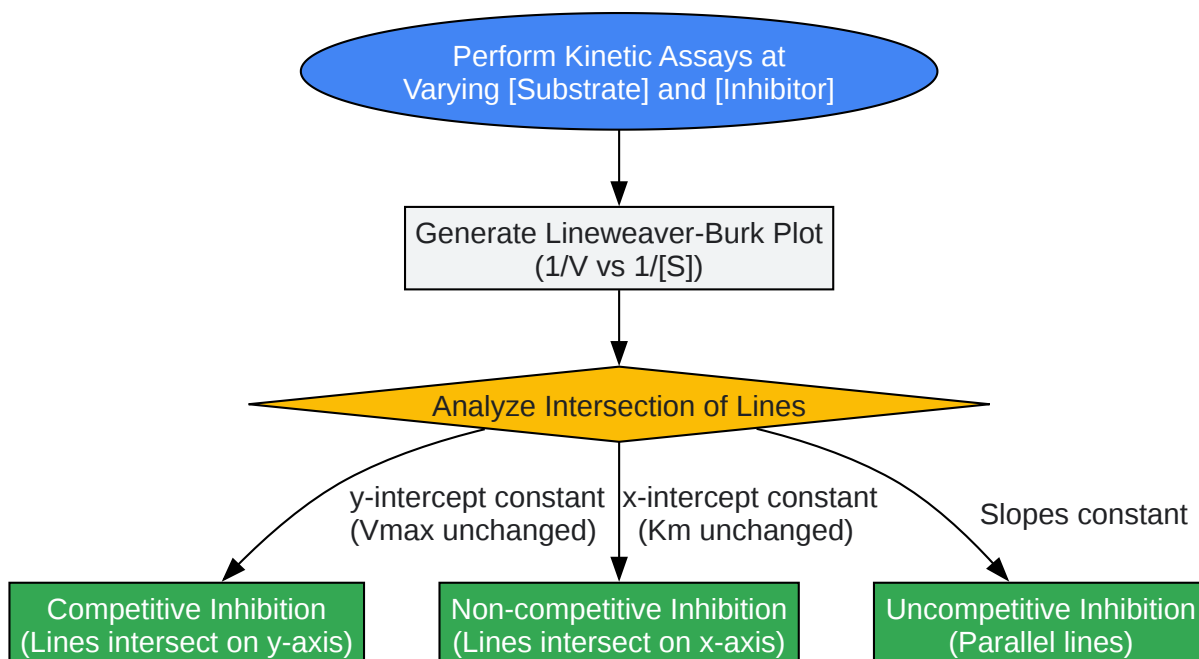 Perform Kinetic Assays at
Varying [Substrate] and [Inhibitor]
Generate Lineweaver-Burk Plot
(1/V vs 1/[S])
Analyze Intersection of Lines
y-intercept constant
(Vmax unchanged)
x-intercept constant
(Km unchanged)
Slopes constant
Competitive Inhibition
(Lines intersect on y-axis)
Non-competitive Inhibition
(Lines intersect on x-axis)
Uncompetitive Inhibition
(Parallel lines)